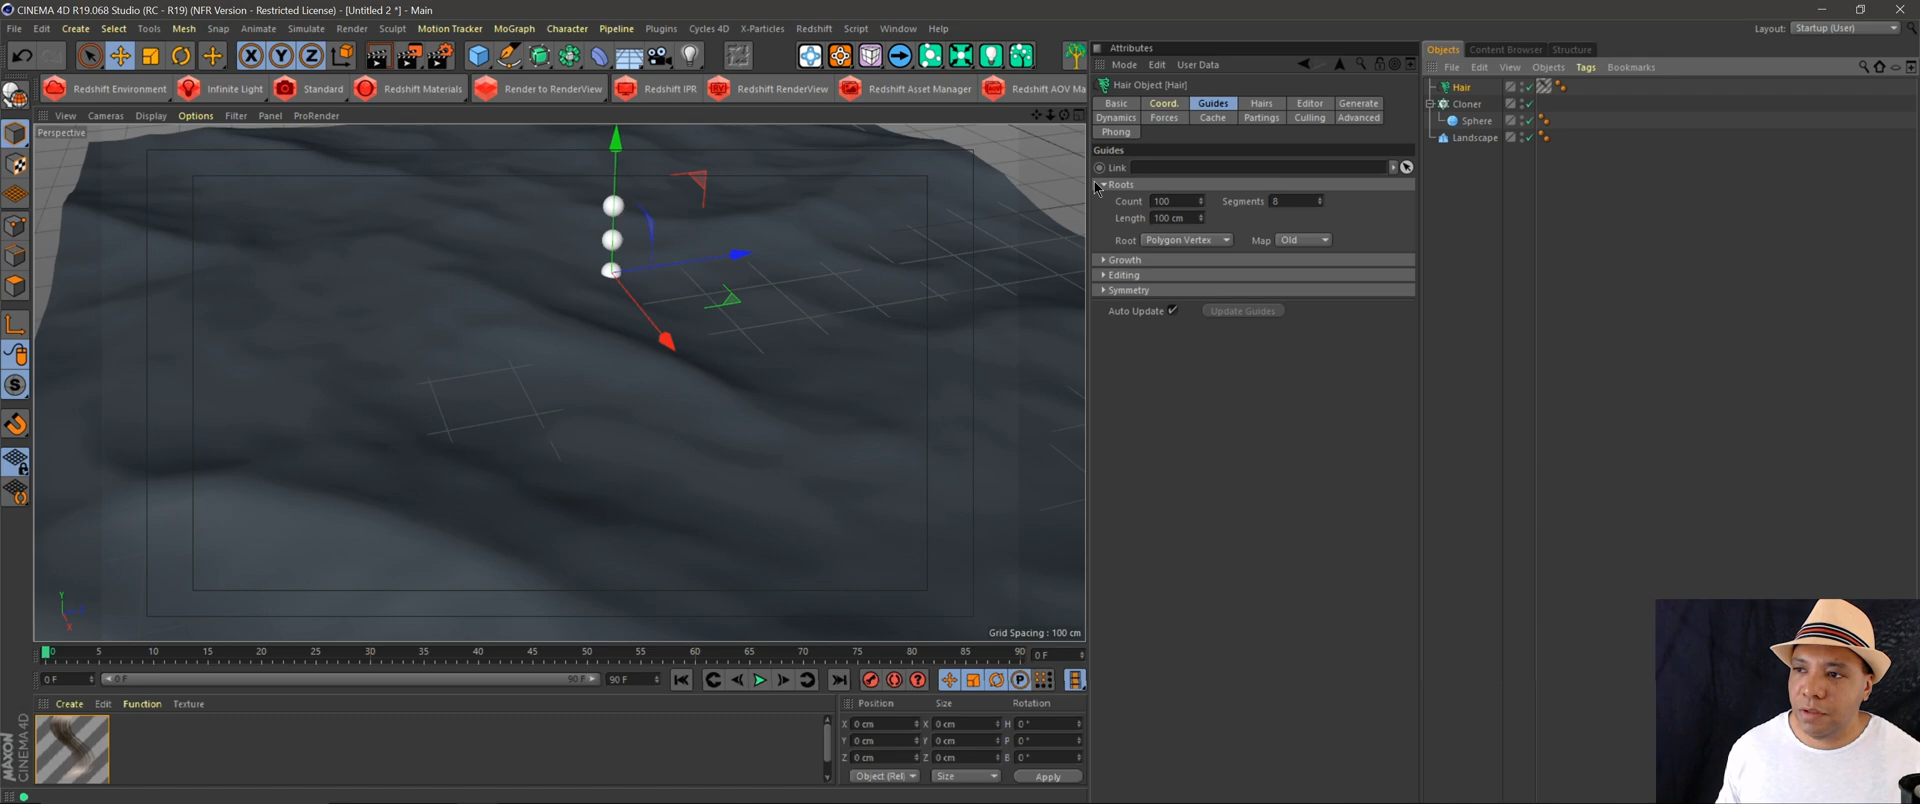 CINEMA 4D R19.068 Studio (RC - R19) (NFR Version - Restricted License) - [Untitled 2 *] - Main
File Edit Create Select Tools Mesh Snap Animate Simulate Render Sculpt Motion Tracker MoGraph Character Pipeline Plugins Cycles 4D X-Particles Redshift Script Window Help
Layout: Startup (User)
X Y Z
Redshift Environment Infinite Light Standard Redshift Materials Render to RenderView Redshift IPR Redshift RenderView Redshift Asset Manager Redshift AOV Ma
View Cameras Display Options Filter Panel ProRender
Perspective
Y
X
Grid Spacing : 100 cm
0 5 10 15 20 25 30 35 40 45 50 55 60 65 70 75 80 85 90 0 F
0 F 0 F 90 F 90 F
Create Edit Function Texture
Position Size Rotation
X 0 cm X 0 cm H 0 °
Y 0 cm Y 0 cm P 0 °
Z 0 cm Z 0 cm B 0 °
Object (Rel) Size Apply
MAXON
CINEMA 4D
Attributes
Mode Edit User Data
Hair Object [Hair]
Basic Coord. Guides Hairs Editor Generate
Dynamics Forces Cache Partings Culling Advanced
Phong
Guides
Link
Roots
Count 100 Segments 8
Length 100 cm
Root Polygon Vertex Map Old
Growth
Editing
Symmetry
Auto Update Update Guides
Objects Content Browser Structure
File Edit View Objects Tags Bookmarks
Hair
Cloner
Sphere
Landscape